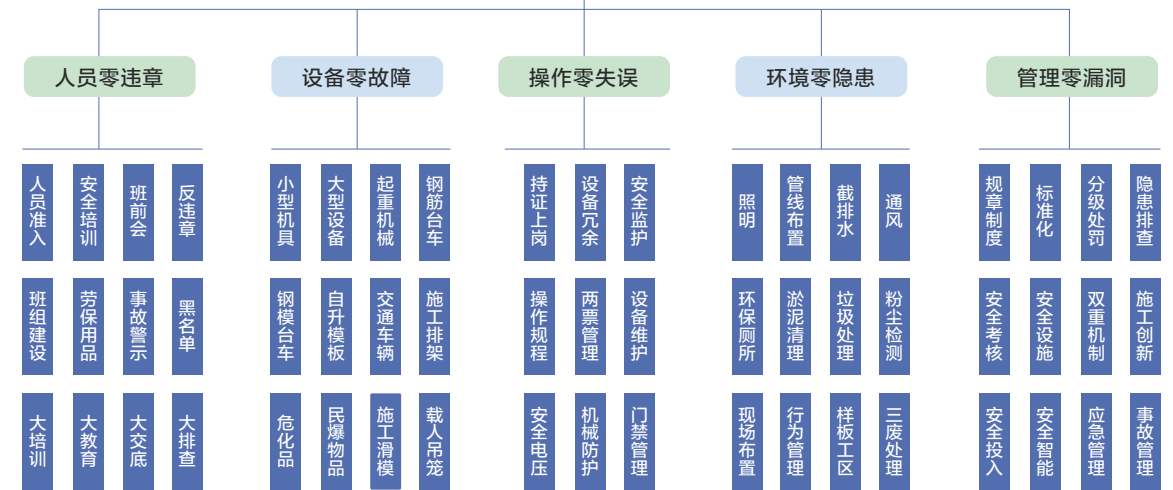 人员零违章
设备零故障
操作零失误
环境零隐患
管理零漏洞
人员准入
安全培训
班前会
反违章
小型机具
大型设备
起重机械
钢筋台车
持证上岗
设备冗余
安全监护
照明
管线布置
截排水
通风
规章制度
标准化
分级处罚
隐患排查
班组建设
劳保用品
事故警示
黑名单
钢模台车
自升模板
交通车辆
施工排架
操作规程
两票管理
设备维护
环保厕所
淤泥清理
垃圾处理
粉尘检测
安全考核
安全设施
双重机制
施工创新
大培训
大教育
大交底
大排查
危化品
民爆物品
施工滑模
载人吊笼
安全电压
机械防护
门禁管理
现场布置
行为管理
样板工区
三废处理
安全投入
安全智能
应急管理
事故管理